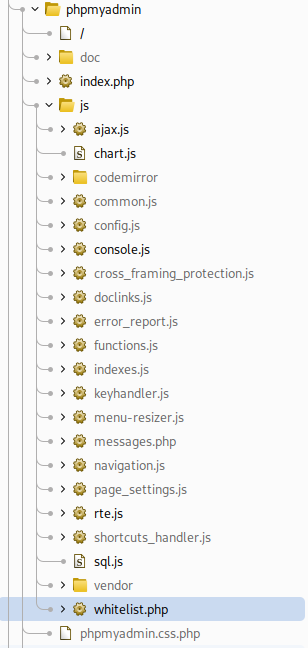 phpmyadmin
/
doc
index.php
js
ajax.js
chart.js
codemirror
common.js
config.js
console.js
cross_framing_protection.js
doclinks.js
error_report.js
functions.js
indexes.js
keyhandler.js
menu-resizer.js
messages.php
navigation.js
page_settings.js
rte.js
shortcuts_handler.js
sql.js
vendor
whitelist.php
phpmyadmin.css.php